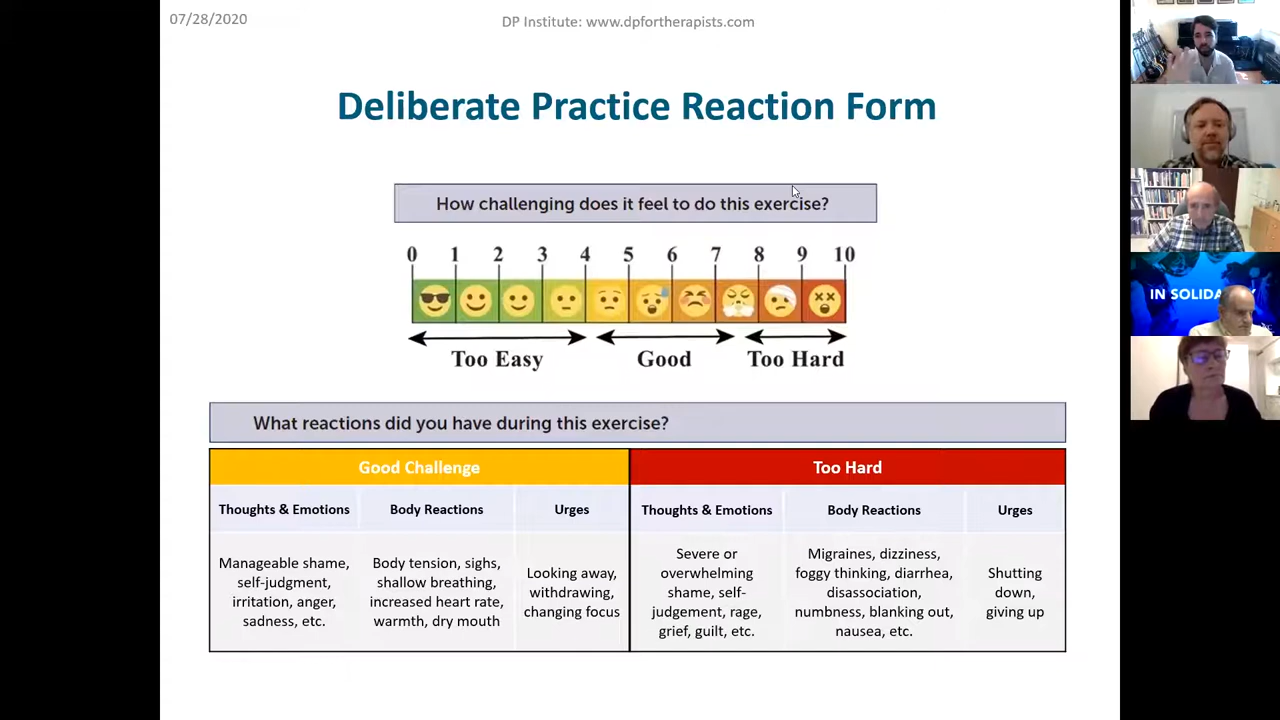 07/28/2020
DP Institute: www.dpfortherapists.com
Deliberate Practice Reaction Form
How challenging does it feel to do this exercise?
0 1 2 3 4 5 6 7 8 9 10
Too Easy Good Too Hard
What reactions did you have during this exercise?
Good Challenge Too Hard
Thoughts & Emotions Body Reactions Urges Thoughts & Emotions Body Reactions Urges
Manageable shame,
self-judgment,
irritation, anger,
sadness, etc.
Body tension, sighs,
shallow breathing,
increased heart rate,
warmth, dry mouth
Looking away,
withdrawing,
changing focus
Severe or
overwhelming
shame, self-
judgement, rage,
grief, guilt, etc.
Migraines, dizziness,
foggy thinking, diarrhea,
disassociation,
numbness, blanking out,
nausea, etc.
Shutting
down,
giving up